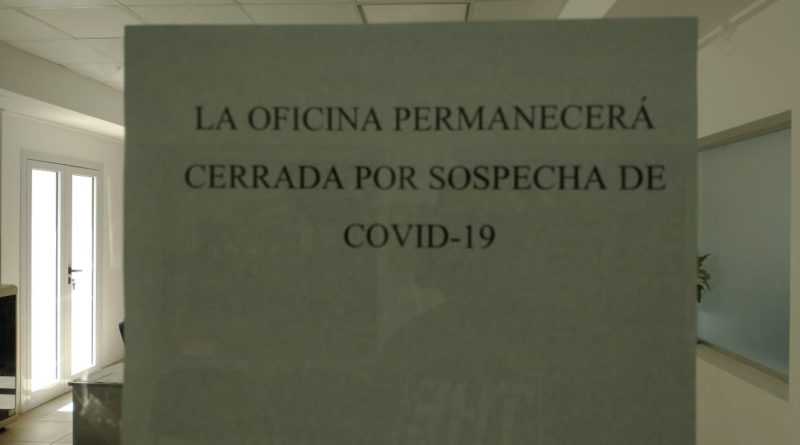 LA OFICINA PERMANECERÁ
CERRADA POR SOSPECHA DE
COVID-19